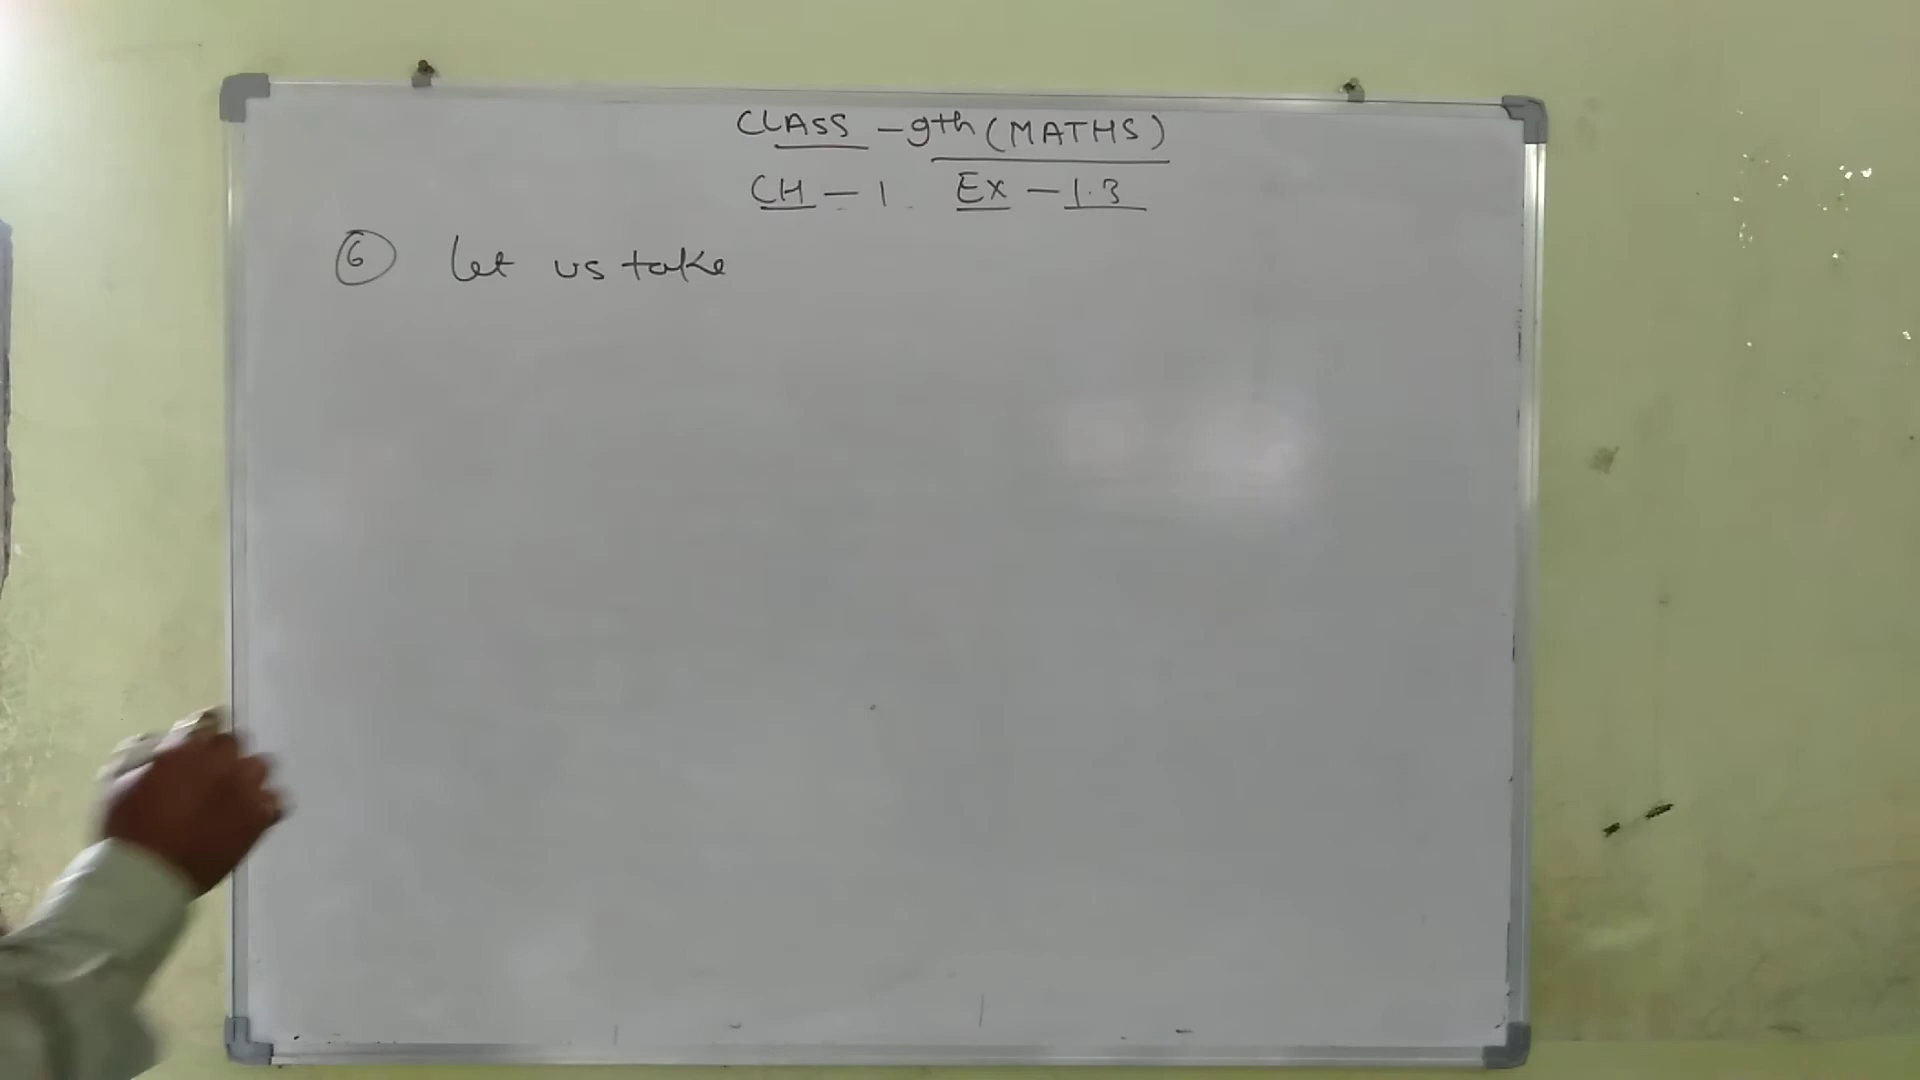 CLASS - 9th (MATHS)
CH - 1 EX - 1.3
6 Let us take